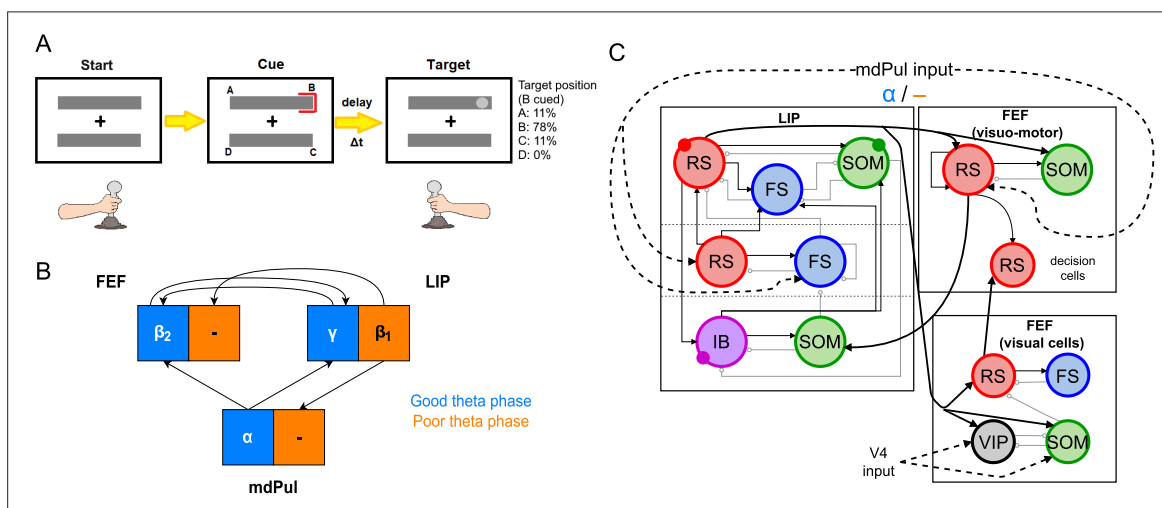 A
Start
Cue
Target
A
B
D
C
delay
Δt
Target position
(B cued)
A: 11%
B: 78%
C: 11%
D: 0%
B
FEF
LIP
β2
-
γ
β1
α
-
mdPul
Good theta phase
Poor theta phase
C
mdPul input
α / –
LIP
RS
SOM
FS
RS
FS
IB
SOM
FEF
(visuo-motor)
RS
SOM
RS
decision
cells
FEF
(visual cells)
RS
FS
VIP
SOM
V4
input